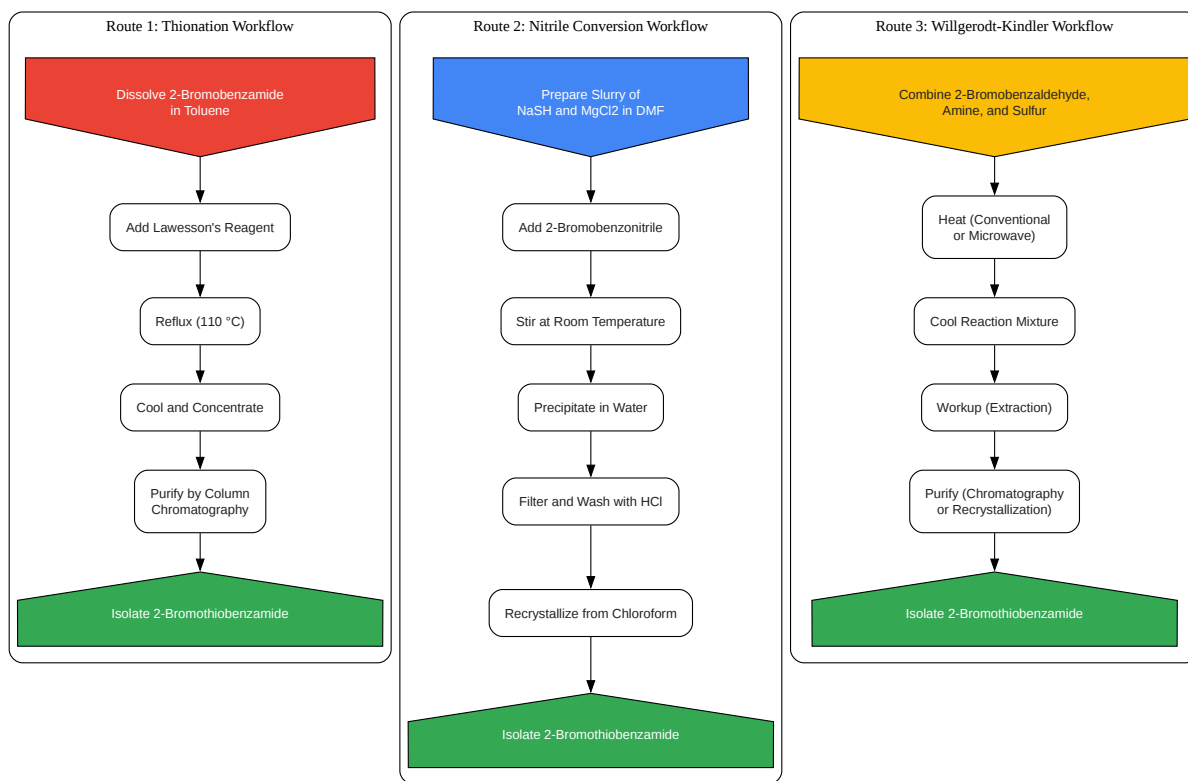 Route 1: Thionation Workflow
Dissolve 2-Bromobenzamide
in Toluene
Add Lawesson's Reagent
Reflux (110 °C)
Cool and Concentrate
Purify by Column
Chromatography
Isolate 2-Bromothiobenzamide
Route 2: Nitrile Conversion Workflow
Prepare Slurry of
NaSH and MgCl2 in DMF
Add 2-Bromobenzonitrile
Stir at Room Temperature
Precipitate in Water
Filter and Wash with HCl
Recrystallize from Chloroform
Isolate 2-Bromothiobenzamide
Route 3: Willgerodt-Kindler Workflow
Combine 2-Bromobenzaldehyde,
Amine, and Sulfur
Heat (Conventional
or Microwave)
Cool Reaction Mixture
Workup (Extraction)
Purify (Chromatography
or Recrystallization)
Isolate 2-Bromothiobenzamide